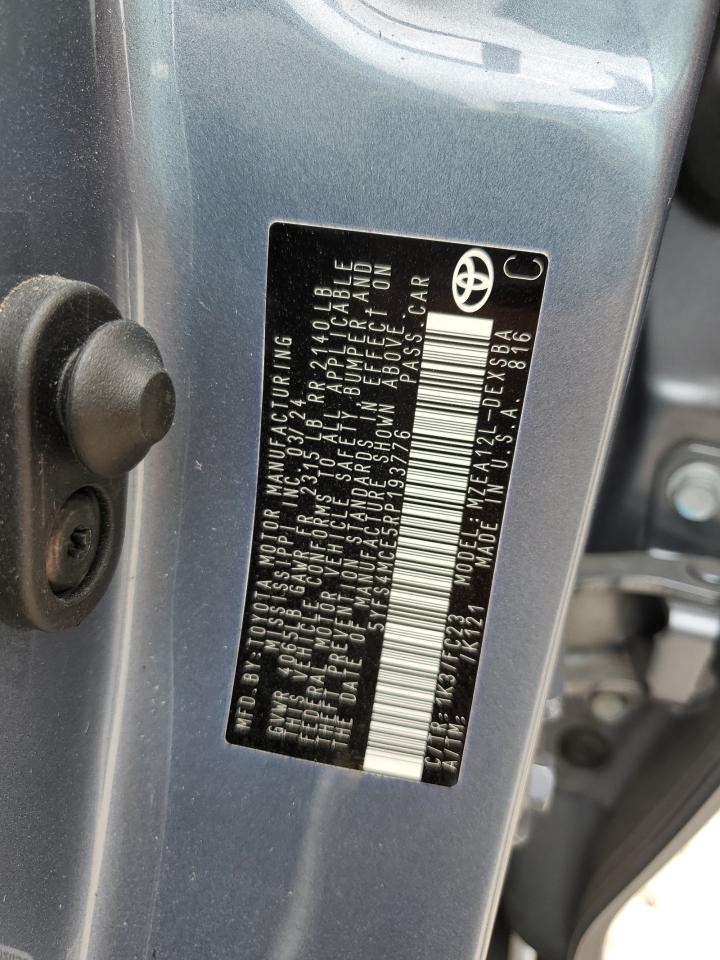 MFD. BY: TOYOTA MOTOR MANUFACTURING
MISSISSIPPI, INC. 03/24
GVWR 4065LB GAWR FR 2315 LB RR 2140 LB
THIS VEHICLE CONFORMS TO ALL APPLICABLE
FEDERAL MOTOR VEHICLE SAFETY, BUMPER AND
THEFT PREVENTION STANDARDS IN EFFECT ON
THE DATE OF MANUFACTURE SHOWN ABOVE.
5YFS4MCE5RP193776 PASS. CAR
C/TR: 1K3/FC23 MODEL: MZEA12L-DEXSBA
A/TM: /K121 MADE IN U.S.A. 816
C